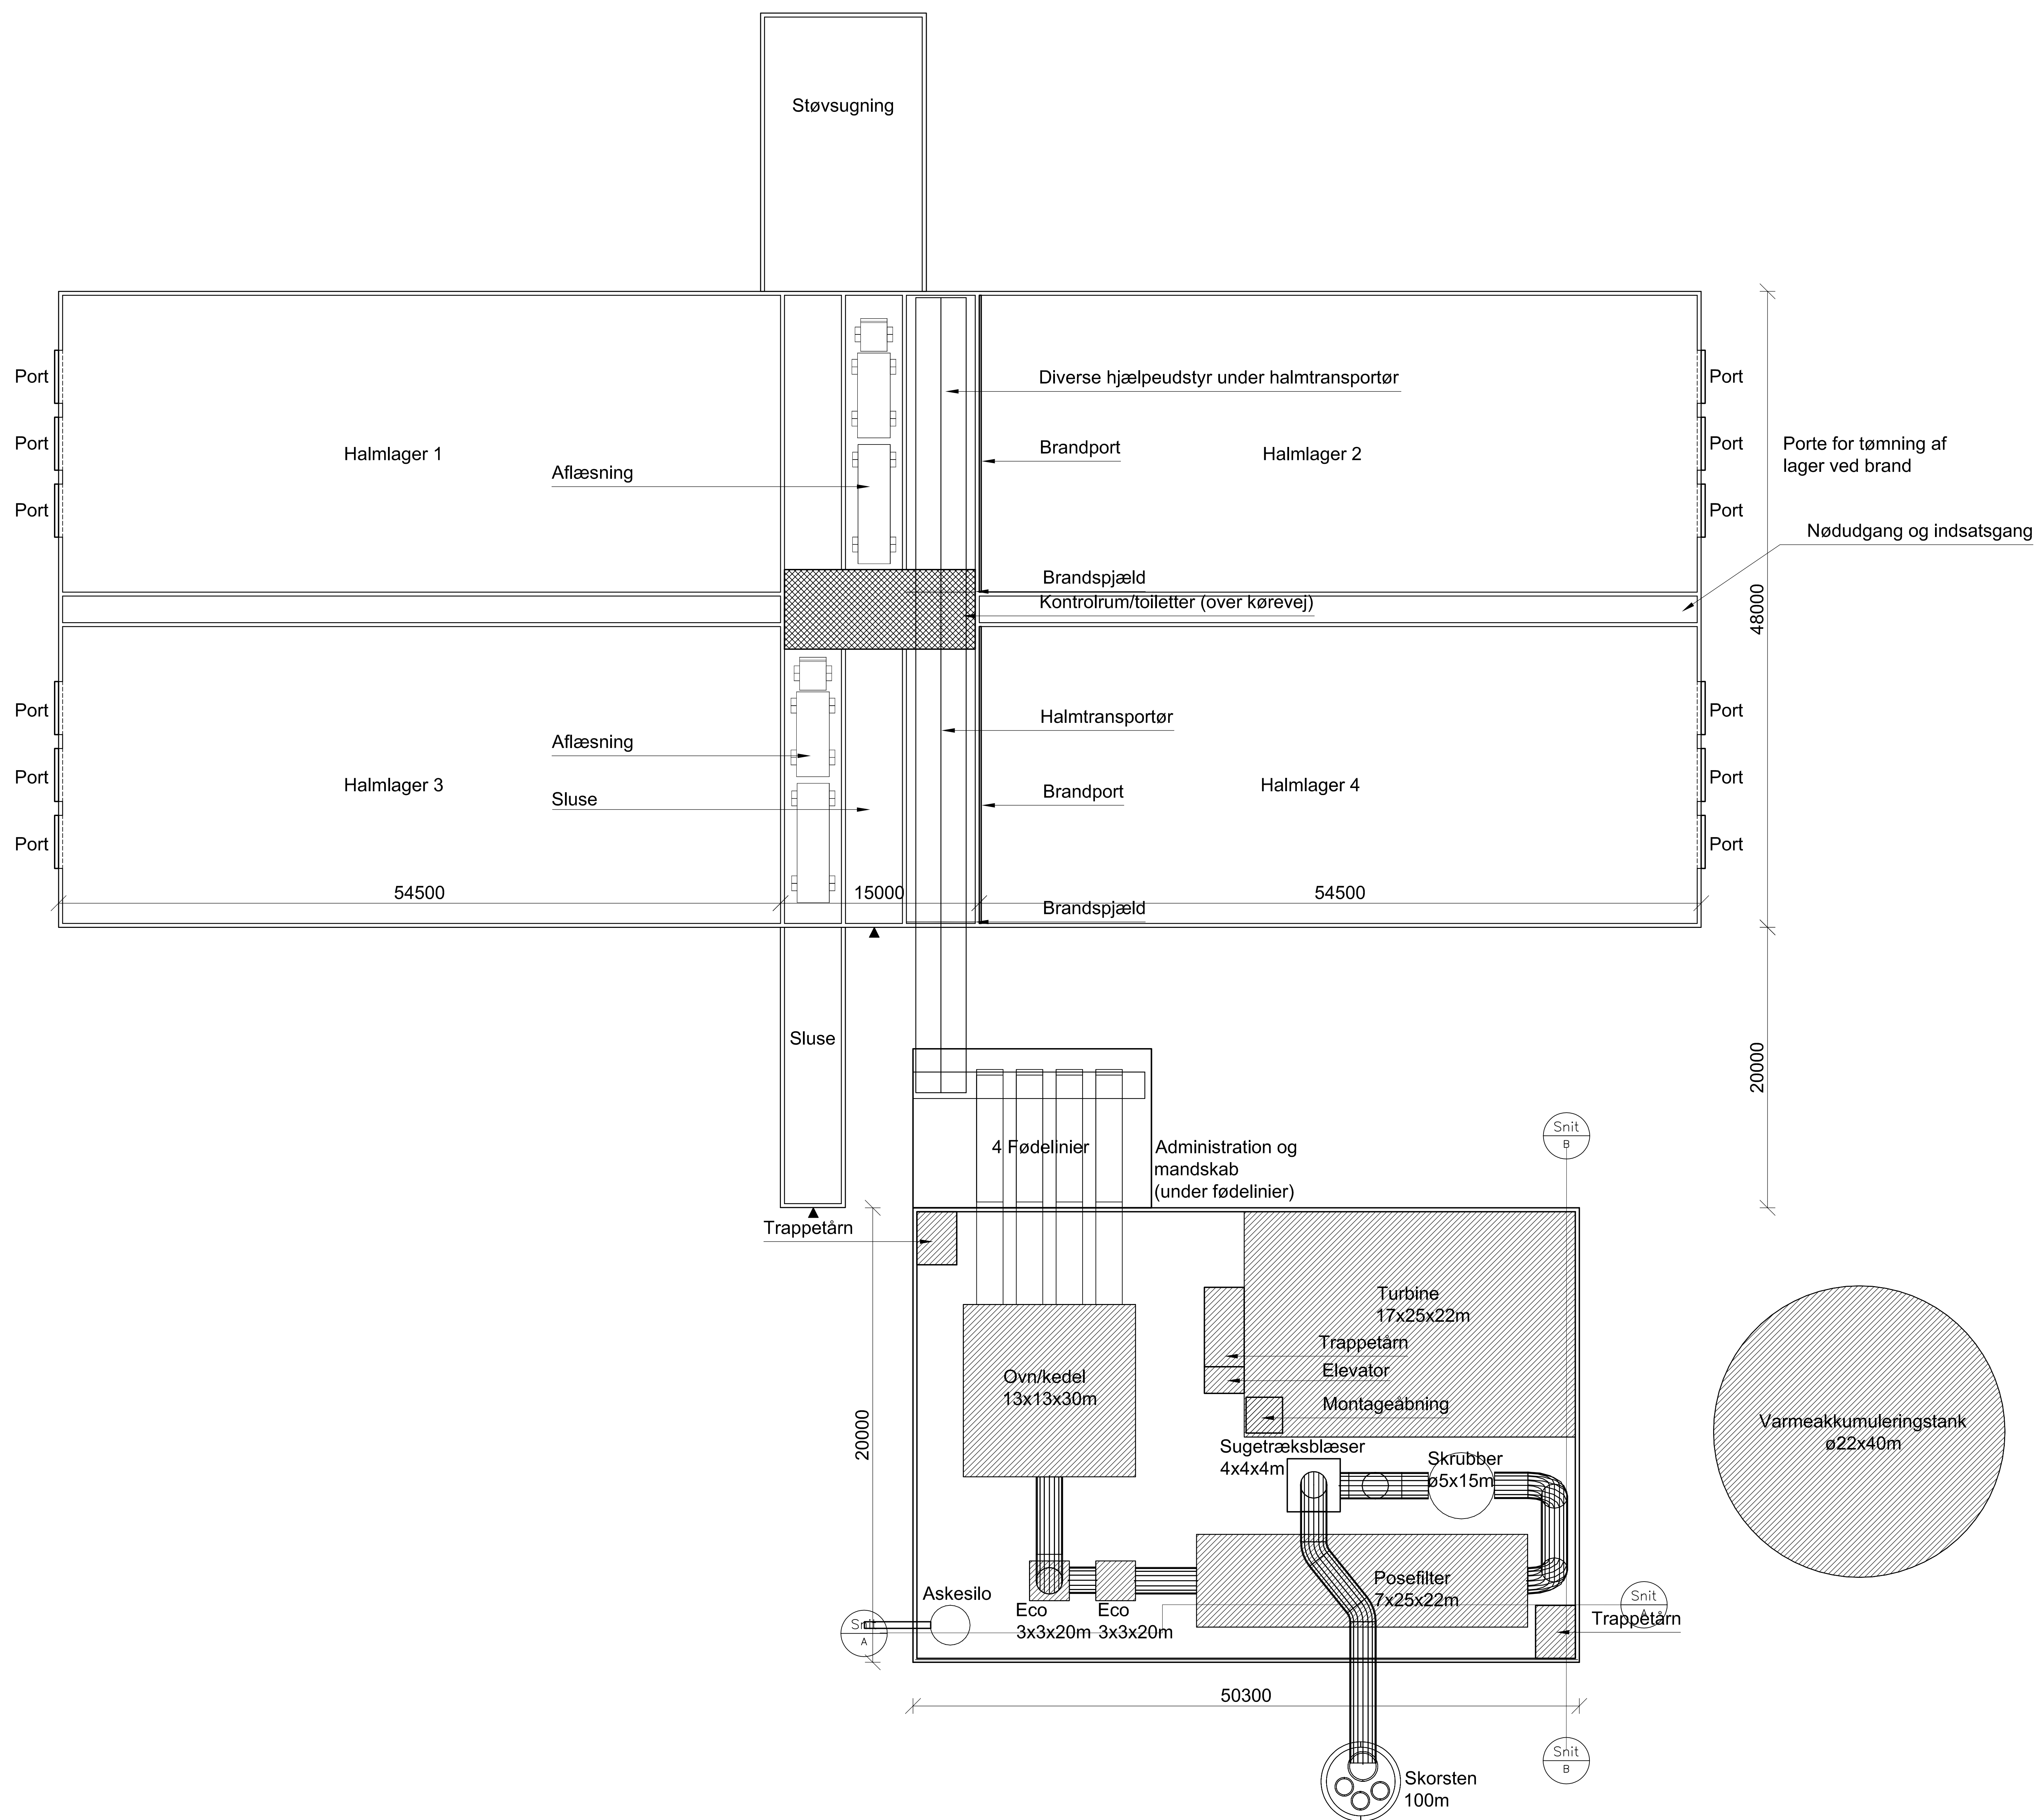 Støvsugning
Port
Port
Port
Halmlager 1
Aflæsning
Diverse hjælpeudstyr under halmtransportør
Brandport
Halmlager 2
Port
Port
Port
Porte for tømning af
lager ved brand
Nødudgang og indsatsgang
Brandspjæld
Kontrolrum/toiletter (over kørevej)
48000
Port
Port
Port
Halmlager 3
Aflæsning
Sluse
Halmtransportør
Brandport
Halmlager 4
Port
Port
Port
54500
15000
54500
Brandspjæld
Sluse
20000
4 Fødelinier
Administration og
mandskab
(under fødelinier)
Snit
B
Trappetårn
Turbine
17x25x22m
Trappetårn
Elevator
Montageåbning
Ovn/kedel
13x13x30m
20000
Sugetræksblæser
4x4x4m
Skrubber
ø5x15m
Varmeakkumuleringstank
ø22x40m
Posefilter
7x25x22m
Askesilo
Eco
3x3x20m
Eco
3x3x20m
Snit
A
Snit
A
Trappetårn
50300
Snit
B
Skorsten
100m